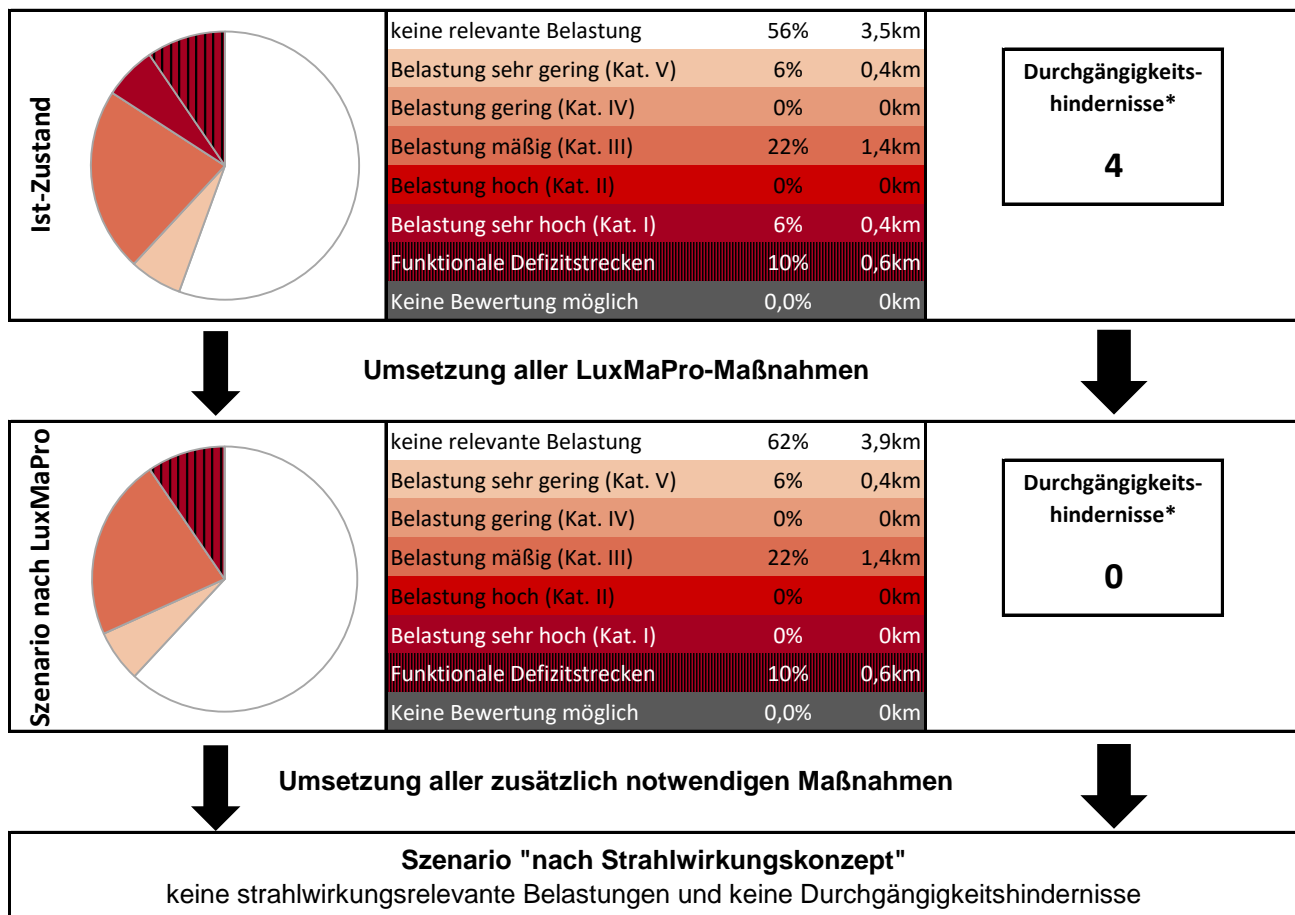 Ist-Zustand
keine relevante Belastung 56% 3,5km
Belastung sehr gering (Kat. V) 6% 0,4km
Belastung gering (Kat. IV) 0% 0km
Belastung mäßig (Kat. III) 22% 1,4km
Belastung hoch (Kat. II) 0% 0km
Belastung sehr hoch (Kat. I) 6% 0,4km
Funktionale Defizitstrecken 10% 0,6km
Keine Bewertung möglich 0,0% 0km
Durchgängigkeits-
hindernisse*
4
Umsetzung aller LuxMaPro-Maßnahmen
Szenario nach LuxMaPro
keine relevante Belastung 62% 3,9km
Belastung sehr gering (Kat. V) 6% 0,4km
Belastung gering (Kat. IV) 0% 0km
Belastung mäßig (Kat. III) 22% 1,4km
Belastung hoch (Kat. II) 0% 0km
Belastung sehr hoch (Kat. I) 0% 0km
Funktionale Defizitstrecken 10% 0,6km
Keine Bewertung möglich 0,0% 0km
Durchgängigkeits-
hindernisse*
0
Umsetzung aller zusätzlich notwendigen Maßnahmen
Szenario "nach Strahlwirkungskonzept"
keine strahlwirkungsrelevante Belastungen und keine Durchgängigkeitshindernisse